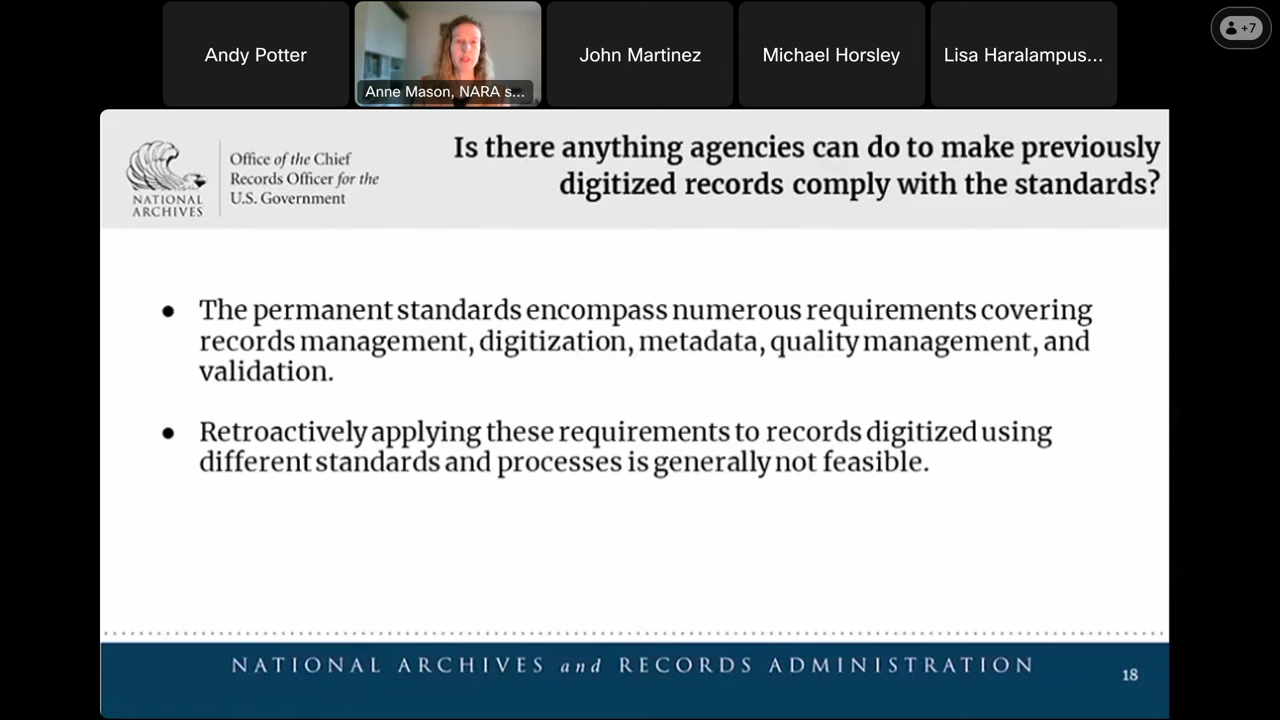 Andy Potter
Anne Mason, NARA s...
John Martinez
Michael Horsley
Lisa Haralampus...
+7
NATIONAL
ARCHIVES
Office of the Chief
Records Officer for the
U.S. Government
Is there anything agencies can do to make previously
digitized records comply with the standards?
● The permanent standards encompass numerous requirements covering
records management, digitization, metadata, quality management, and
validation.
● Retroactively applying these requirements to records digitized using
different standards and processes is generally not feasible.
NATIONAL ARCHIVES and RECORDS ADMINISTRATION
18